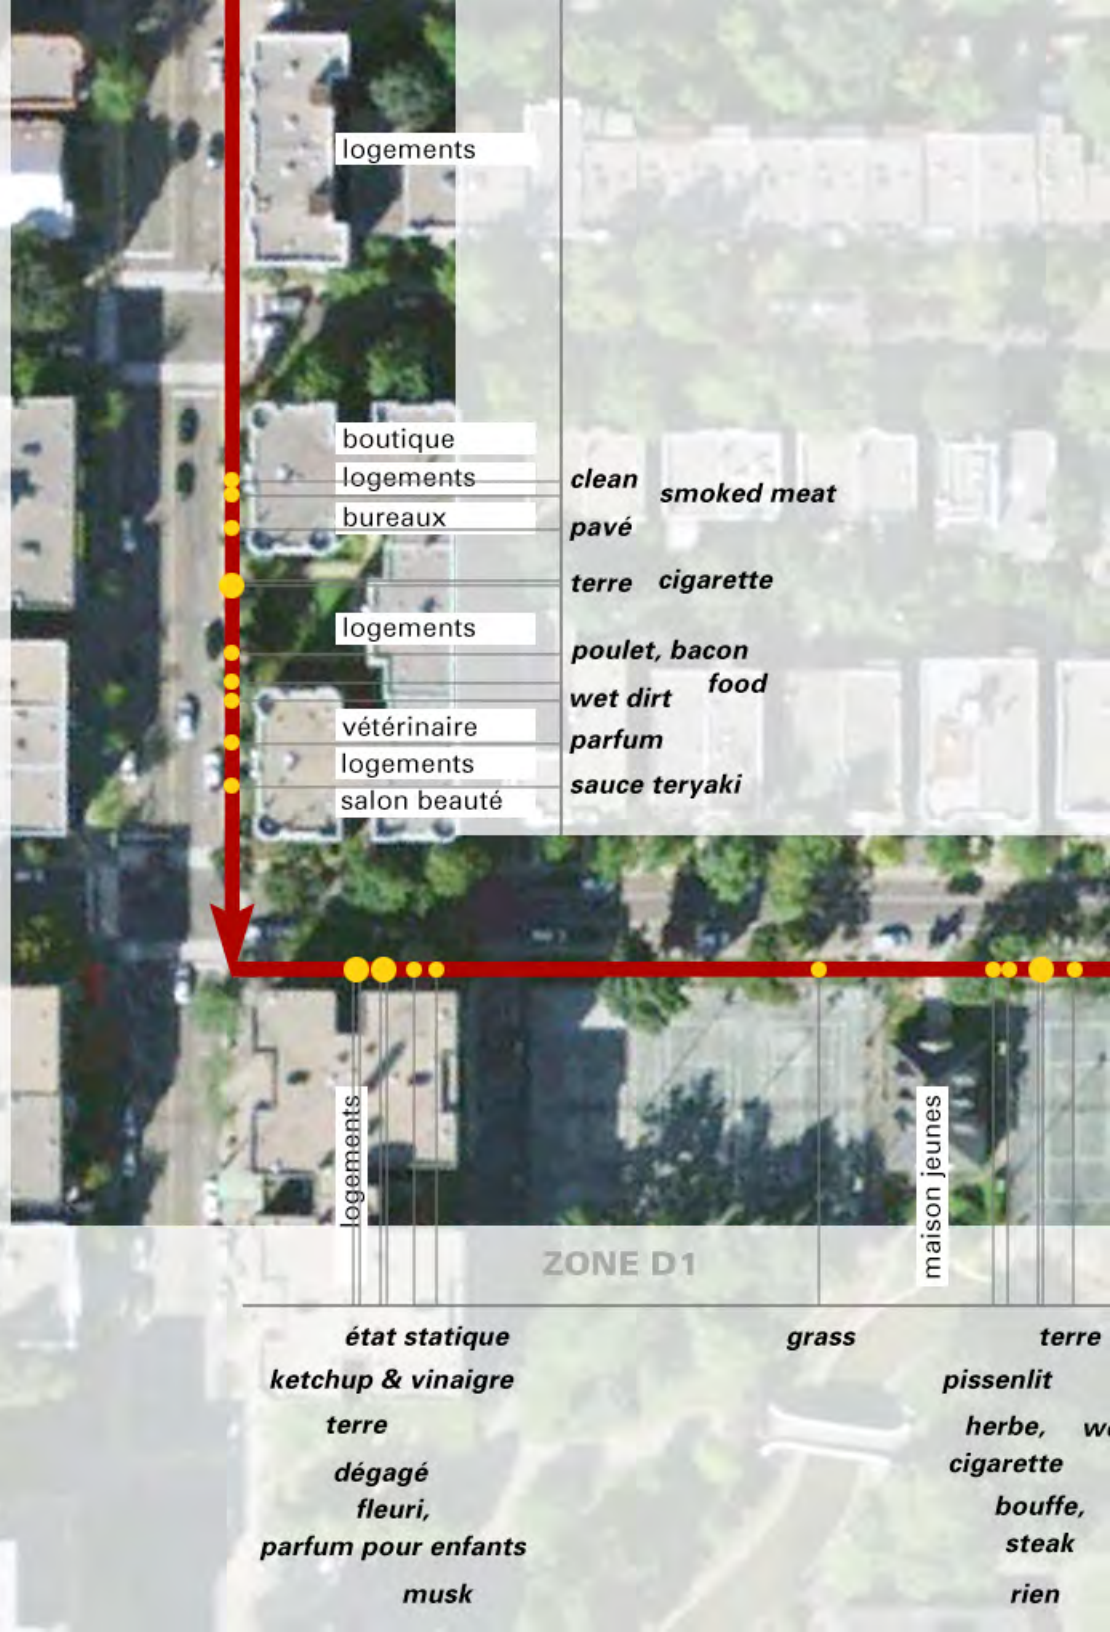 logements
boutique
logements
clean
smoked meat
bureaux
pavé
terre
cigarette
logements
poulet, bacon
food
wet dirt
vétérinaire
parfum
logements
sauce teryaki
salon beauté
logements
maison jeunes
ZONE D1
état statique
grass
terre
ketchup & vinaigre
pissenlit
terre
herbe,
cigarette
dégagé
fleuri,
bouffe,
steak
parfum pour enfants
musk
rien